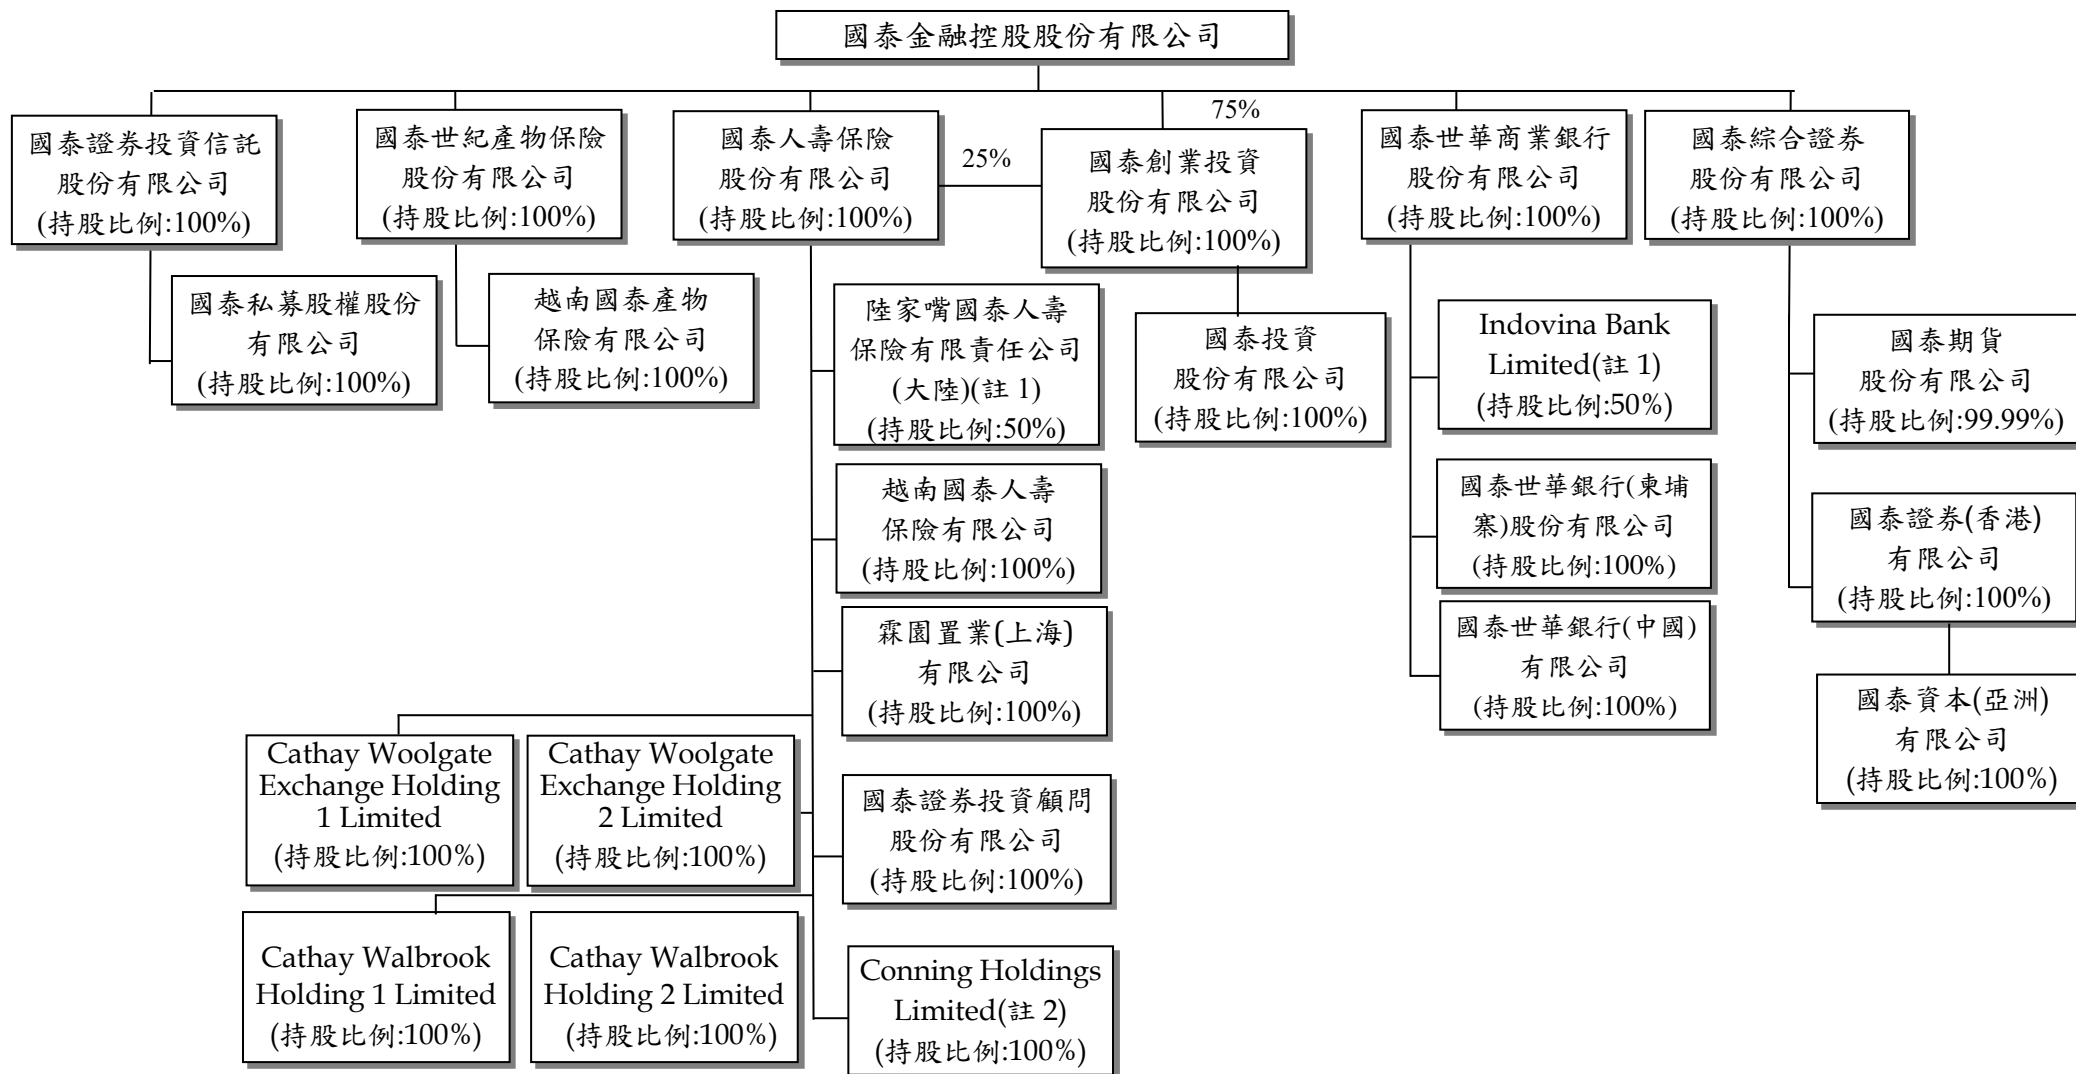 國泰金融控股股份有限公司
75%
25%
國泰證券投資信託
股份有限公司
(持股比例:100%)
國泰世紀產物保險
股份有限公司
(持股比例:100%)
國泰人壽保險
股份有限公司
(持股比例:100%)
國泰創業投資
股份有限公司
(持股比例:100%)
國泰世華商業銀行
股份有限公司
(持股比例:100%)
國泰綜合證券
股份有限公司
(持股比例:100%)
國泰私募股權股份
有限公司
(持股比例:100%)
越南國泰產物
保險有限公司
(持股比例:100%)
陸家嘴國泰人壽
保險有限責任公司
(大陸)(註 1)
(持股比例:50%)
國泰投資
股份有限公司
(持股比例:100%)
Indovina Bank
Limited(註 1)
(持股比例:50%)
國泰期貨
股份有限公司
(持股比例:99.99%)
越南國泰人壽
保險有限公司
(持股比例:100%)
國泰世華銀行(柬埔
寨)股份有限公司
(持股比例:100%)
國泰證券(香港)
有限公司
(持股比例:100%)
霖園置業(上海)
有限公司
(持股比例:100%)
國泰世華銀行(中國)
有限公司
(持股比例:100%)
國泰資本(亞洲)
有限公司
(持股比例:100%)
Cathay Woolgate
Exchange Holding
1 Limited
(持股比例:100%)
Cathay Woolgate
Exchange Holding
2 Limited
(持股比例:100%)
國泰證券投資顧問
股份有限公司
(持股比例:100%)
Cathay Walbrook
Holding 1 Limited
(持股比例:100%)
Cathay Walbrook
Holding 2 Limited
(持股比例:100%)
Conning Holdings
Limited(註 2)
(持股比例:100%)